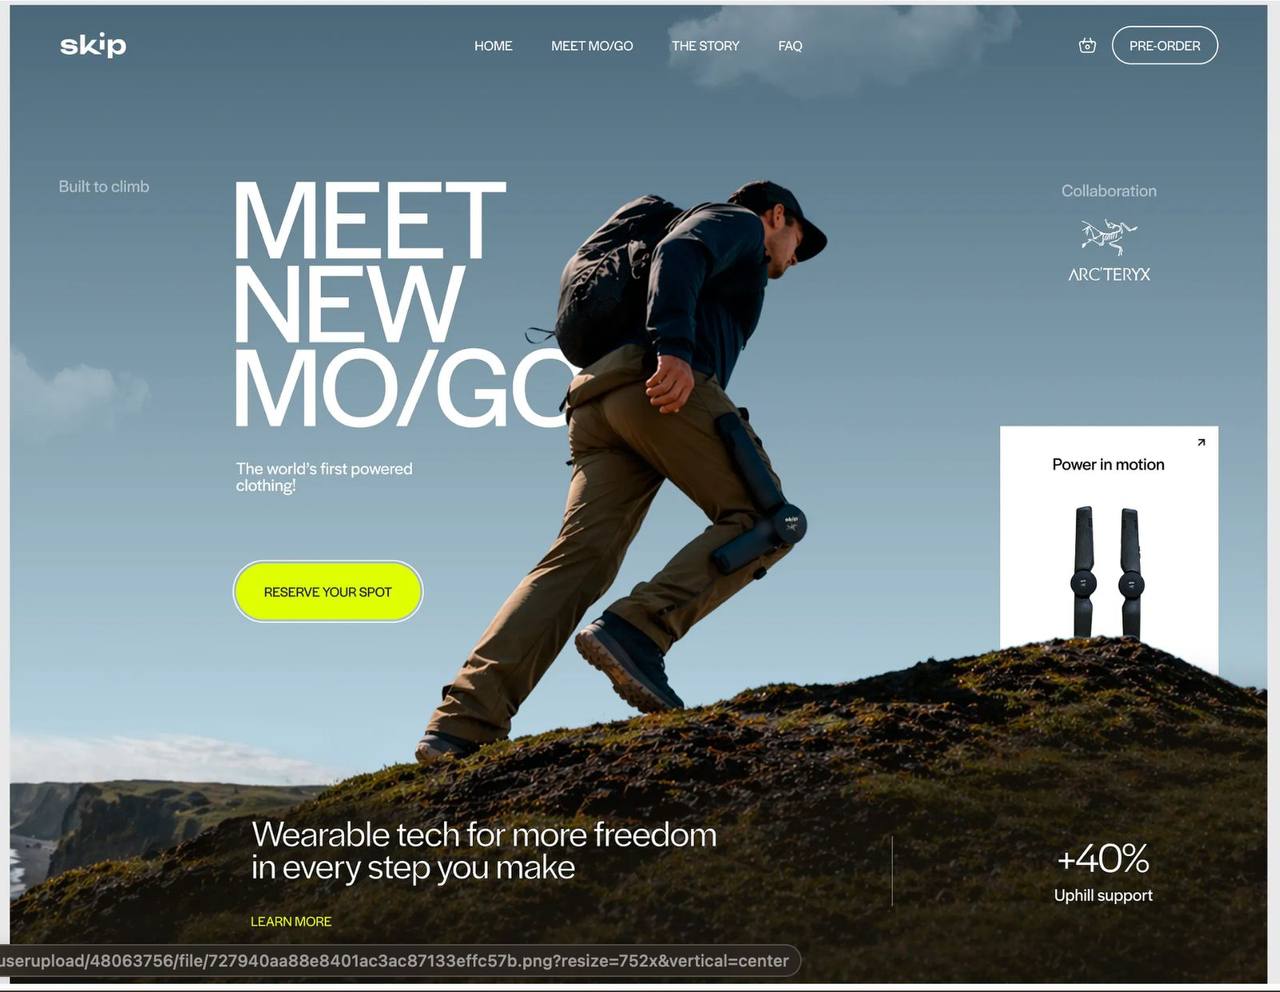 skip
HOME
MEET MO/GO
THE STORY
FAQ
PRE-ORDER
Built to climb
MEET
NEW
MO/GO
Collaboration
ARC'TERYX
The world's first powered
clothing!
RESERVE YOUR SPOT
Power in motion
skip
Wearable tech for more freedom
in every step you make
LEARN MORE
+40%
Uphill support
userupload/48063756/file/727940aa88e8401ac3ac87133effc57b.png?resize=752x&vertical=center